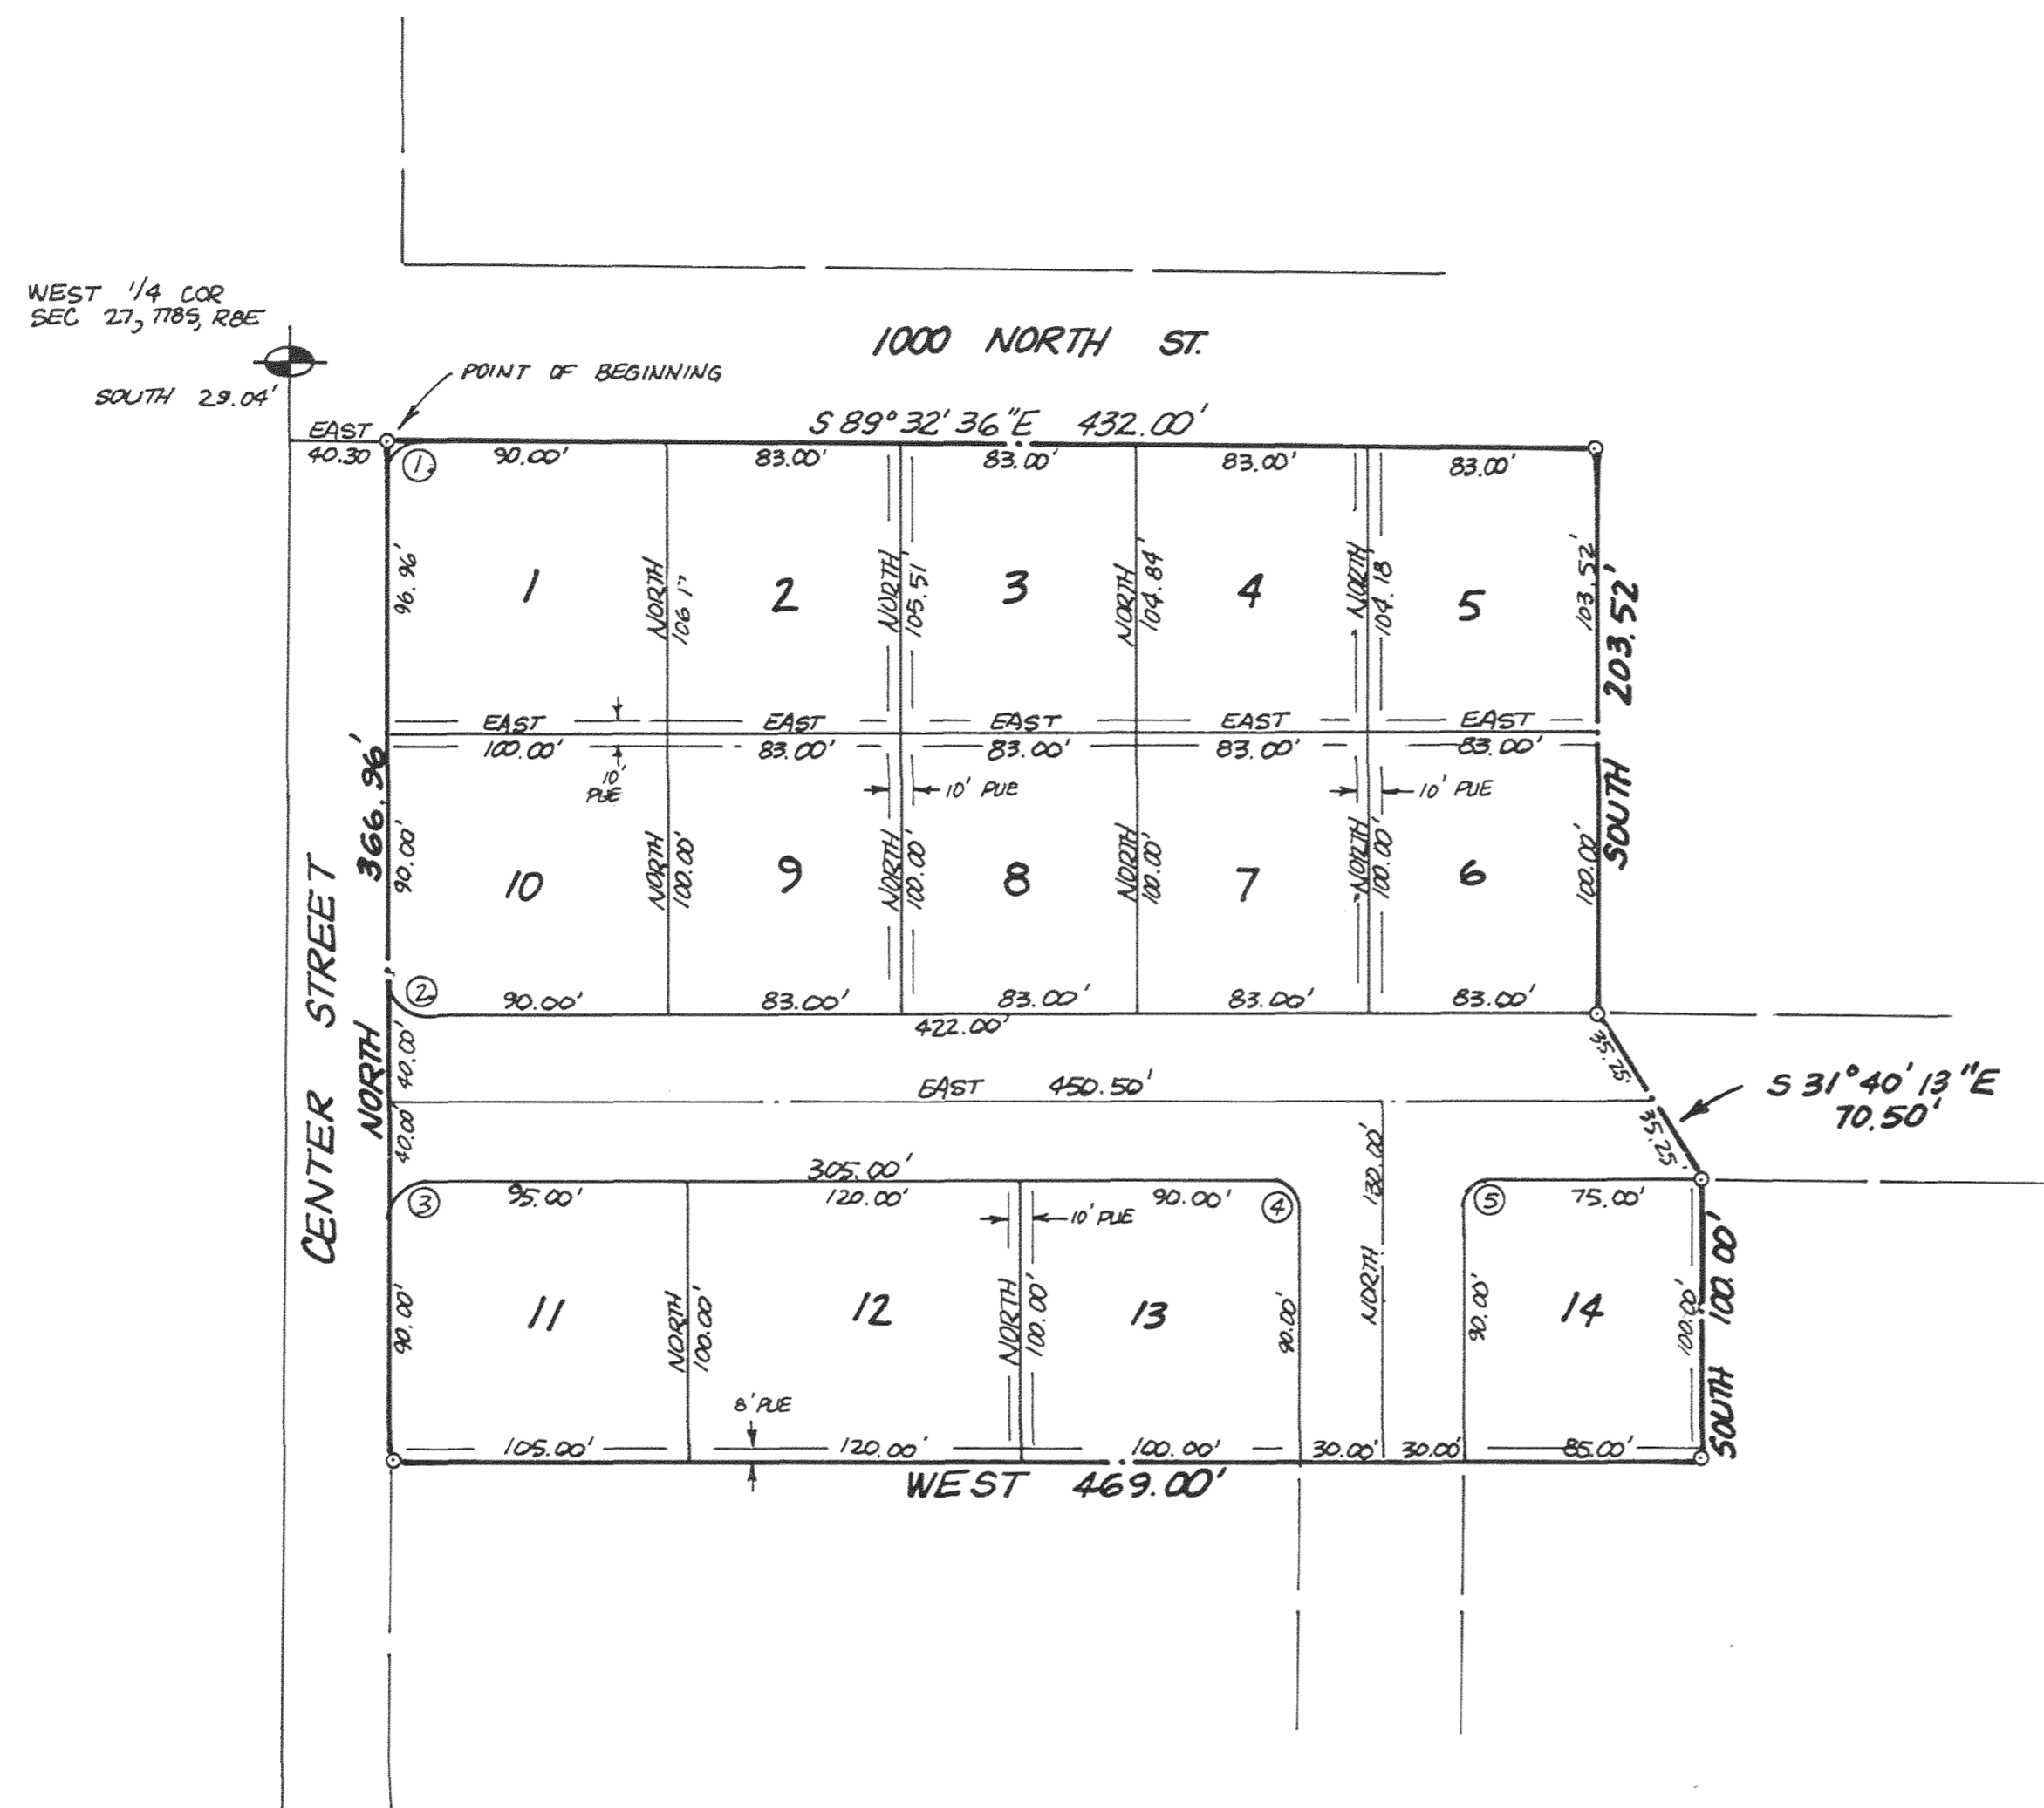 WEST 1/4 COR
SEC 27, T18S, R8E
1000 NORTH ST.
POINT OF BEGINNING
SOUTH 29.04'
S 89° 32' 36" E 432.00'
EAST
40.30
1
90.00'
83.00'
83.00'
83.00'
83.00'
96.96'
1
NORTH
106.17
2
NORTH
105.51'
3
NORTH
104.84'
4
NORTH
104.18'
5
103.52'
SOUTH 203.52'
EAST
EAST
EAST
EAST
EAST
100.00'
83.00'
83.00'
83.00'
83.00'
10'
PUE
10' PUE
10' PUE
NORTH 366.96'
90.00'
10
NORTH
100.00'
9
NORTH
100.00'
8
NORTH
100.00'
7
NORTH
100.00'
6
100.00'
CENTER STREET
2
90.00'
83.00'
83.00'
83.00'
83.00'
422.00'
40.00'
35.25'
EAST 450.50'
S 31° 40' 13" E
70.50'
40.00'
35.25'
130.00'
NORTH
305.00'
3
95.00'
120.00'
90.00'
4
5
75.00'
10' PUE
90.00'
11
NORTH
100.00'
12
NORTH
100.00'
13
90.00'
90.00'
14
100.00'
SOUTH 100.00'
8' PUE
105.00'
120.00'
100.00'
30.00'
30.00'
85.00'
WEST 469.00'